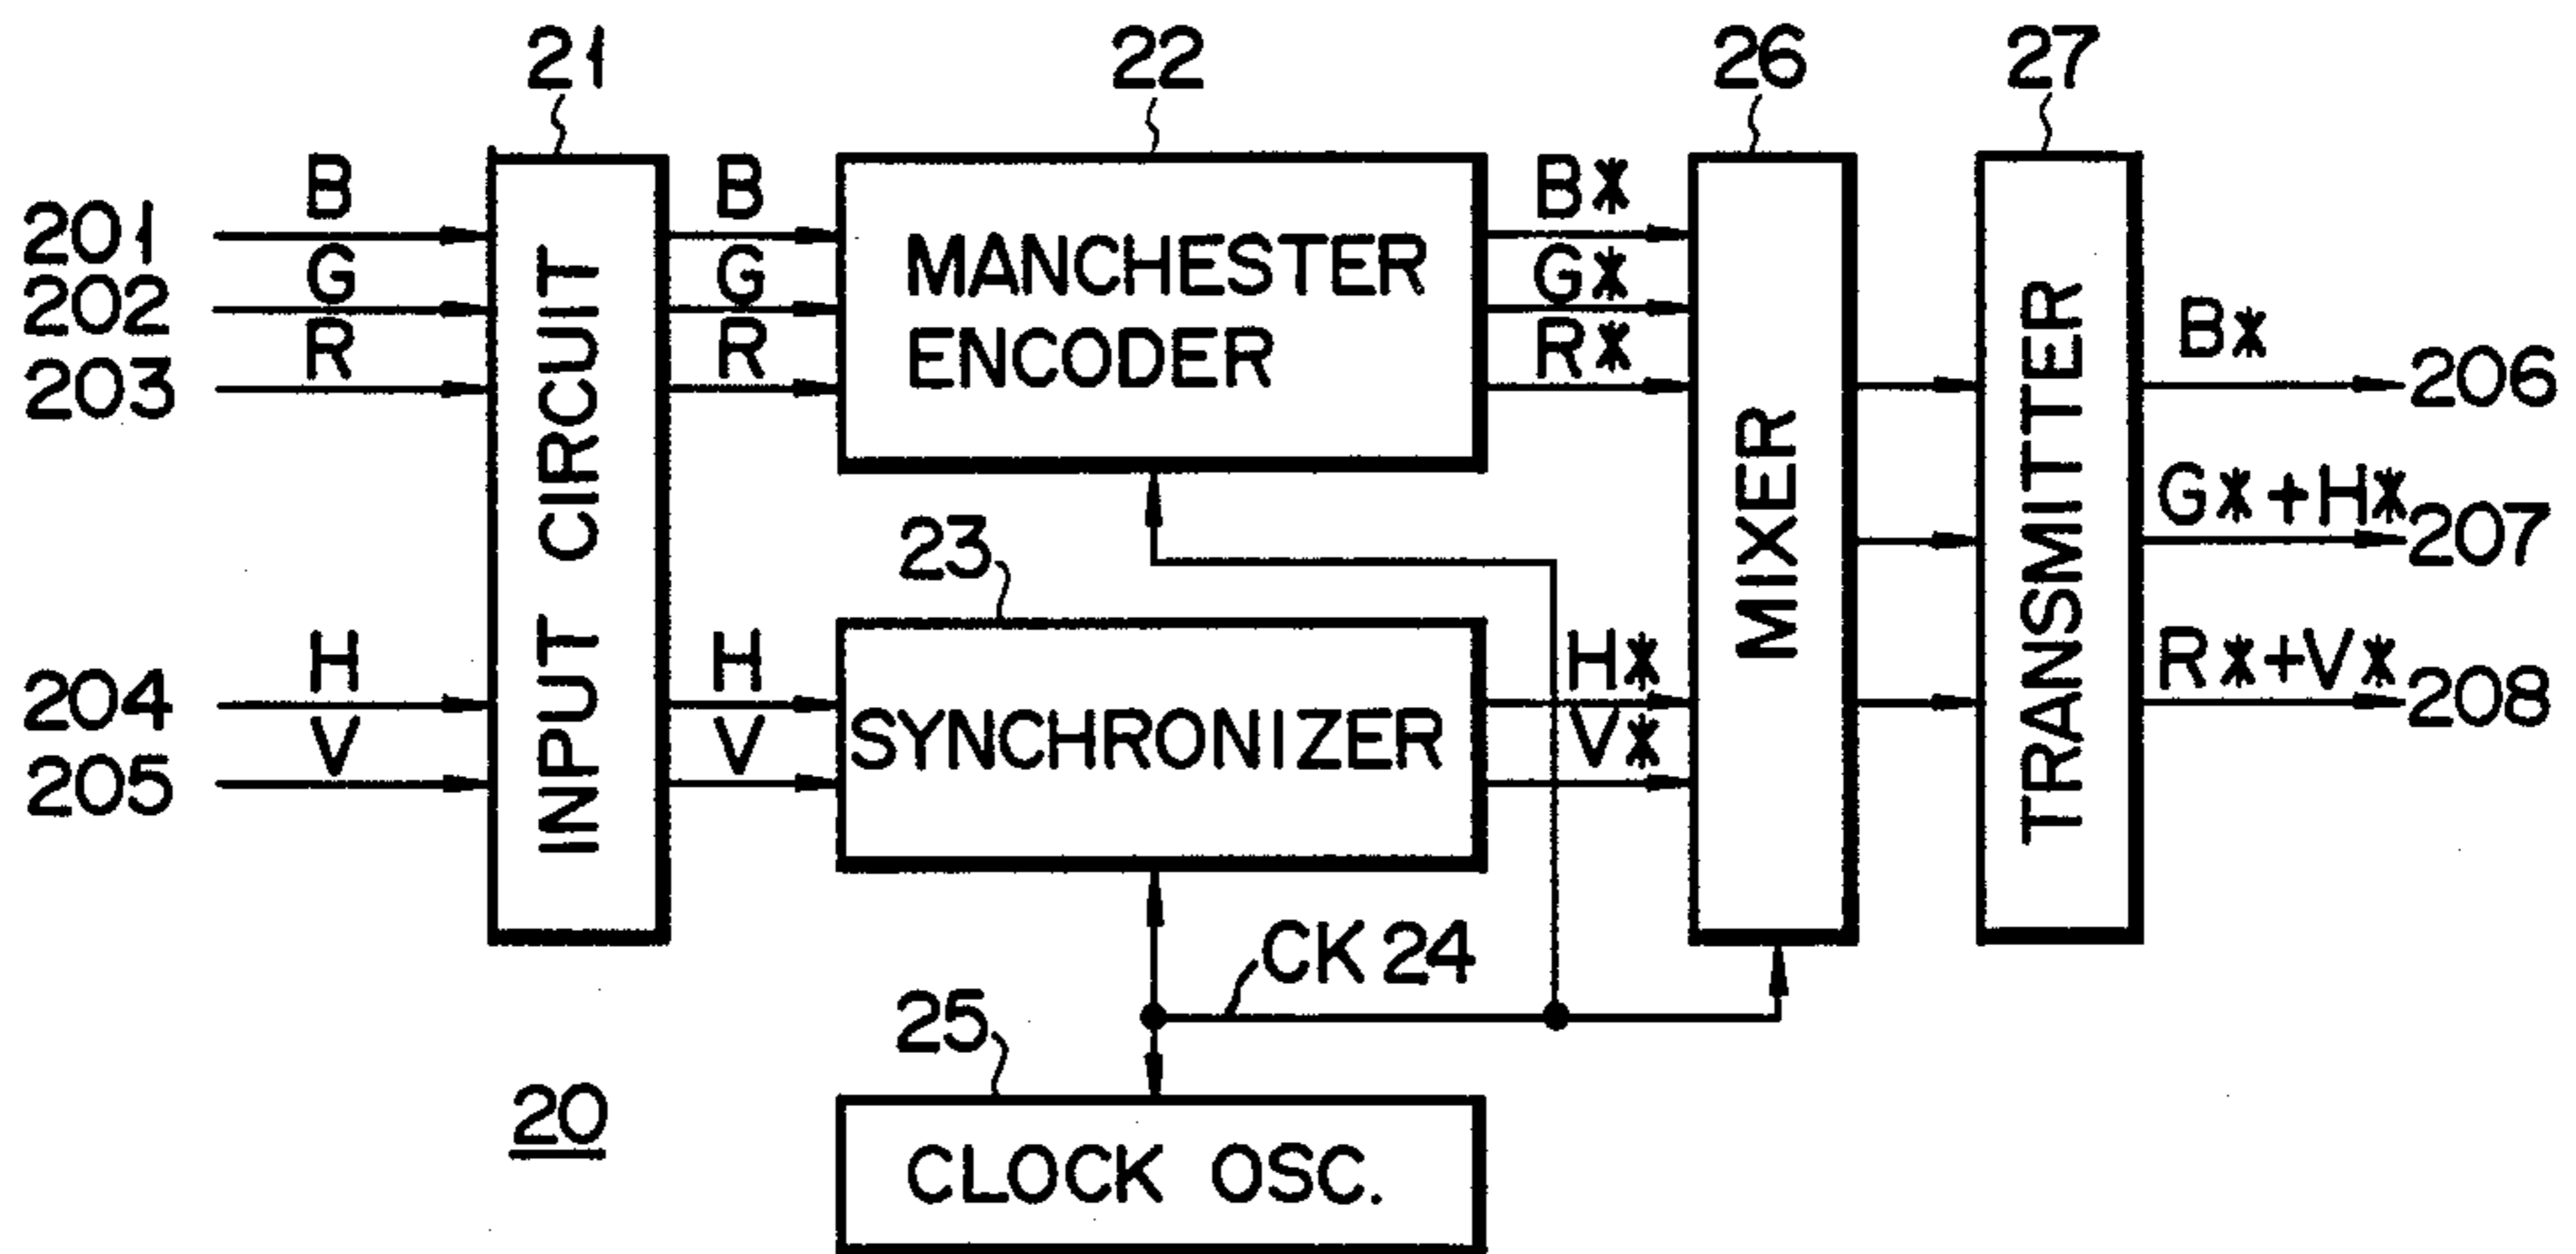 21
22
26
27
201
B
202
G
203
R
204
H
205
V
INPUT CIRCUIT
B
G
R
H
V
MANCHESTER
ENCODER
23
SYNCHRONIZER
B*
G*
R*
H*
V*
MIXER
TRANSMITTER
B*
206
G*+H*
207
R*+V*
208
CK 24
25
CLOCK OSC.
20